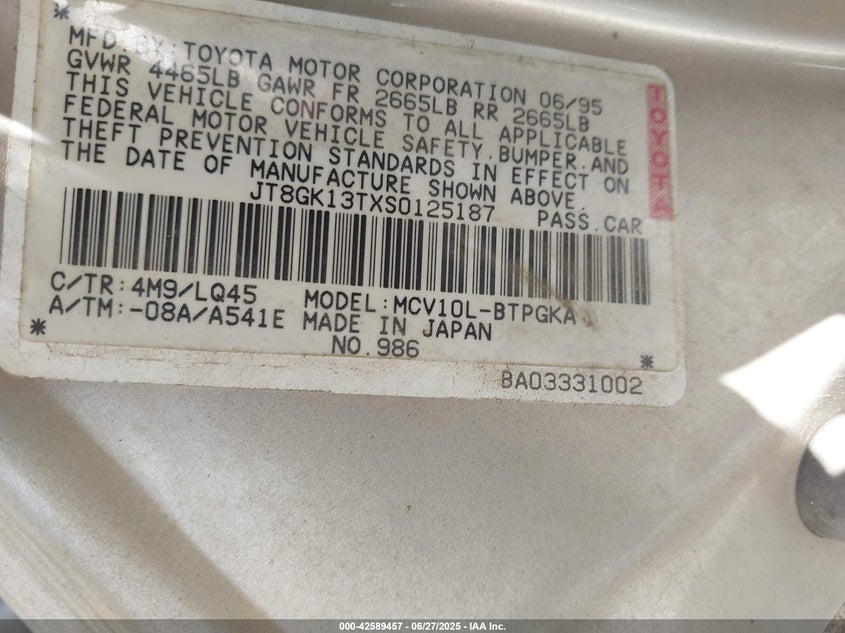 MFD. BY: TOYOTA MOTOR CORPORATION 06/95
GVWR 4465LB GAWR FR 2665LB RR 2665LB
THIS VEHICLE CONFORMS TO ALL APPLICABLE
FEDERAL MOTOR VEHICLE SAFETY.BUMPER.AND
THEFT PREVENTION STANDARDS IN EFFECT ON
THE DATE OF MANUFACTURE SHOWN ABOVE.
JT8GK13TXS0125187 PASS.CAR
TOYOTA
C/TR:4M9/LQ45 MODEL:MCV10L-BTPGKA
A/TM:-08A/A541E MADE IN JAPAN
NO.986
BA03331002
000-42589457 - 06/27/2025 - IAA Inc.